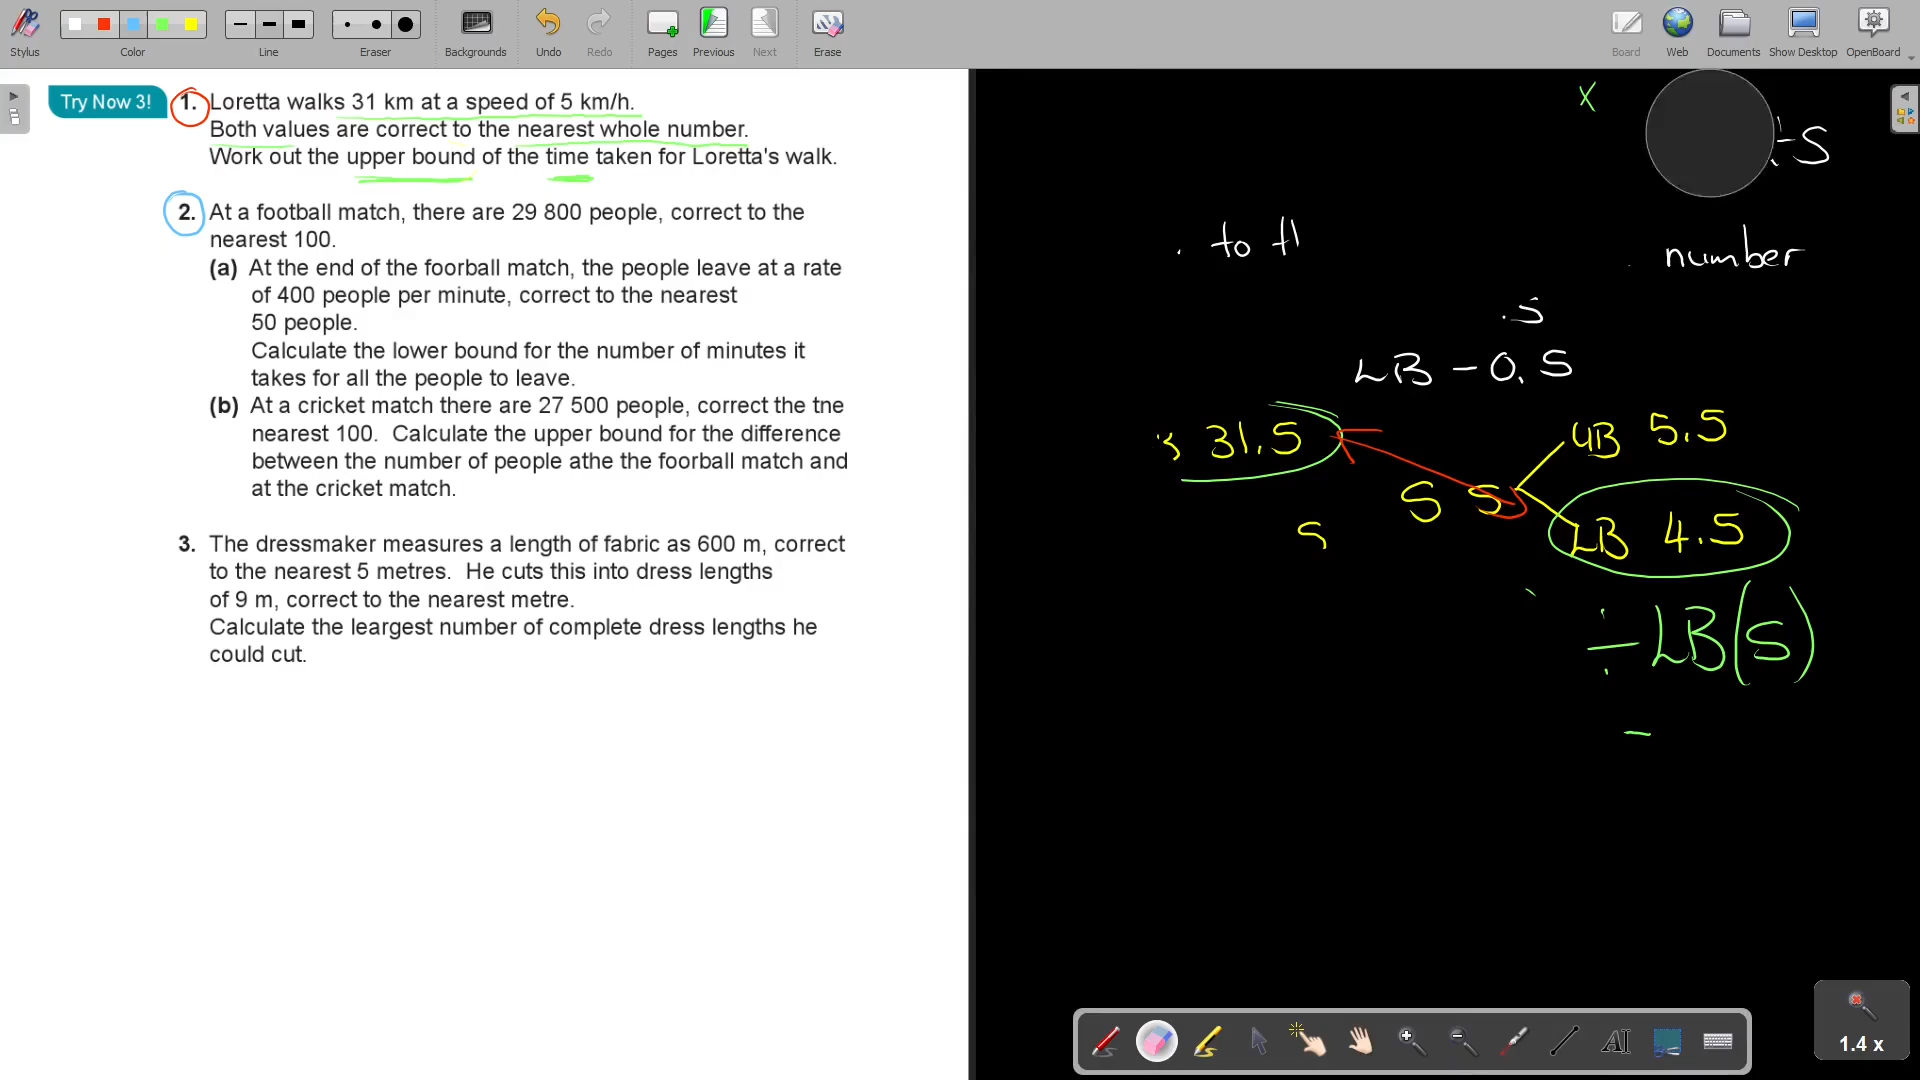 Stylus
Color
Line
Eraser
Backgrounds
Undo
Redo
Pages
Previous
Next
Erase
Board
Web
Documents
Show Desktop
OpenBoard
Try Now 3!
1. Loretta walks 31 km at a speed of 5 km/h.
Both values are correct to the nearest whole number.
Work out the upper bound of the time taken for Loretta's walk.
2. At a football match, there are 29 800 people, correct to the
nearest 100.
(a) At the end of the foorball match, the people leave at a rate
of 400 people per minute, correct to the nearest
50 people.
Calculate the lower bound for the number of minutes it
takes for all the people to leave.
(b) At a cricket match there are 27 500 people, correct the tne
nearest 100. Calculate the upper bound for the difference
between the number of people athe the foorball match and
at the cricket match.
3. The dressmaker measures a length of fabric as 600 m, correct
to the nearest 5 metres. He cuts this into dress lengths
of 9 m, correct to the nearest metre.
Calculate the leargest number of complete dress lengths he
could cut.
x
÷ S
to th
number
.5
LB - 0.5
31.5
UB 5.5
S 5
LB 4.5
÷ LB(S)
-
AI
1.4 x